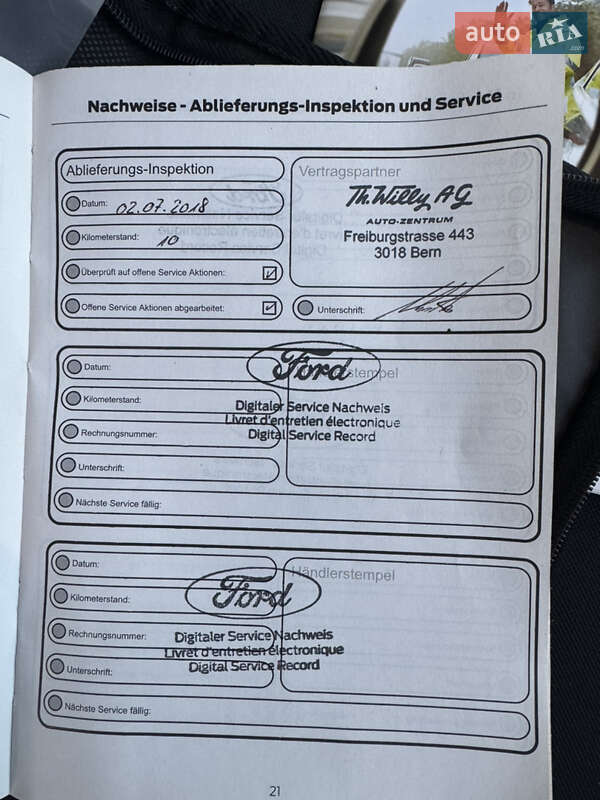 auto RIA .com
Nachweise - Ablieferungs-Inspektion und Service
Ablieferungs-Inspektion
Datum: 02.07.2018
Kilometerstand: 10
Überprüft auf offene Service Aktionen:
Offene Service Aktionen abgearbeitet:
Vertragspartner
Th. Willy AG
AUTO-ZENTRUM
Freiburgstrasse 443
3018 Bern
Unterschrift:
Datum:
Kilometerstand:
Rechnungsnummer:
Unterschrift:
Nächste Service fällig:
stempel
Ford
Digitaler Service Nachweis
Livret d'entretien électronique
Digital Service Record
Datum:
Kilometerstand:
Rechnungsnummer:
Unterschrift:
Nächste Service fällig:
Händlerstempel
Ford
Digitaler Service Nachweis
Livret d'entretien électronique
Digital Service Record
21